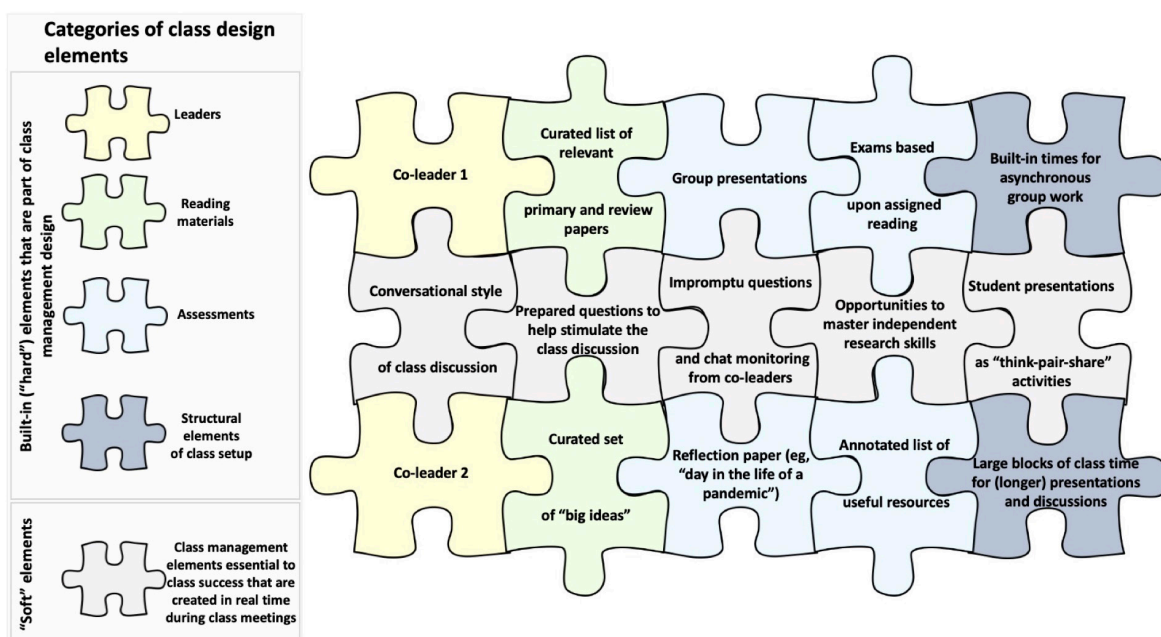 Categories of class design
elements
Built-in (“hard”) elements that are part of class
management design
Leaders
Reading
materials
Assessments
Structural
elements
of class setup
“Soft” elements
Class management
elements essential to
class success that are
created in real time
during class meetings
Co-leader 1
Curated list of
relevant
primary and review
papers
Group presentations
Exams based
upon assigned
reading
Built-in times for
asynchronous
group work
Conversational style
of class discussion
Prepared questions to
help stimulate the
class discussion
Impromptu questions
and chat monitoring
from co-leaders
Opportunities to
master independent
research skills
Student presentations
as “think-pair-share”
activities
Co-leader 2
Curated set
of “big ideas”
Reflection paper (eg,
“day in the life of a
pandemic”)
Annotated list of
useful resources
Large blocks of class time
for (longer) presentations
and discussions